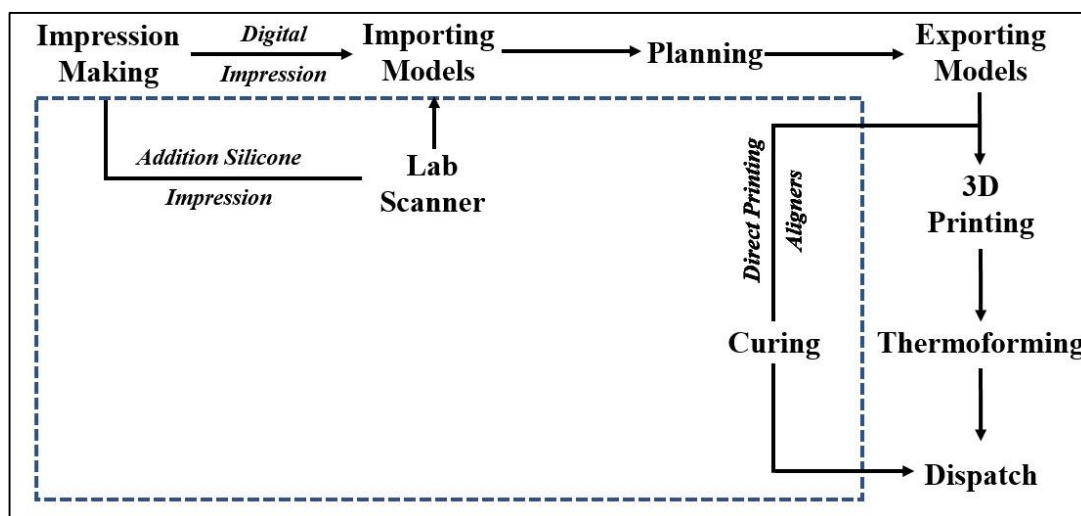 Impression
Making
Digital
Impression
Importing
Models
Planning
Exporting
Models
Addition Silicone
Impression
Lab
Scanner
Direct Printing
Aligners
3D
Printing
Curing
Thermoforming
Dispatch